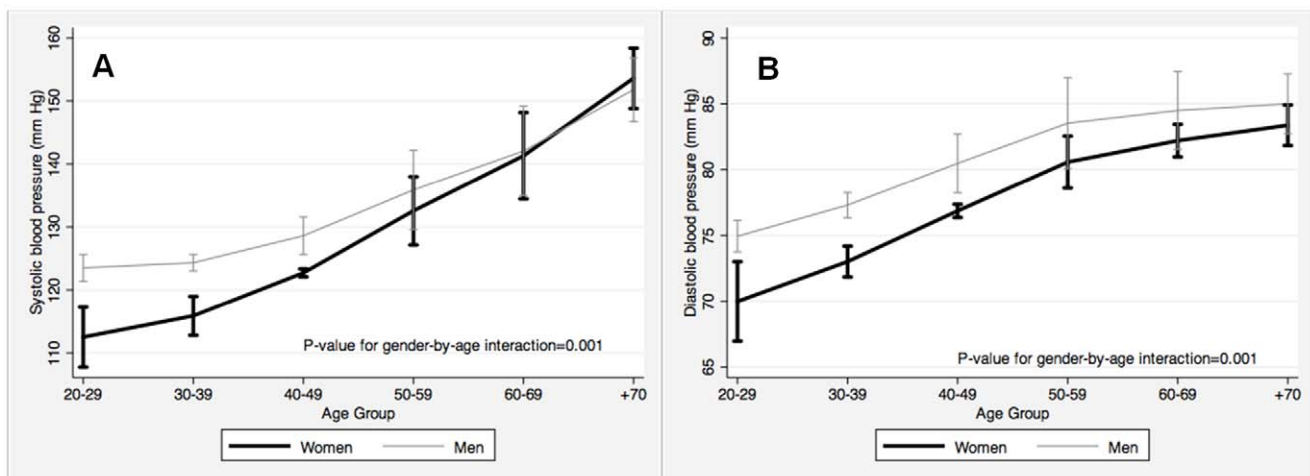 A
Systolic blood pressure (mm Hg)
160
150
140
130
120
110
P-value for gender-by-age interaction=0.001
20-29 30-39 40-49 50-59 60-69 +70
Age Group
Women Men
B
Diastolic blood pressure (mm Hg)
90
85
80
75
70
65
P-value for gender-by-age interaction=0.001
20-29 30-39 40-49 50-59 60-69 +70
Age Group
Women Men